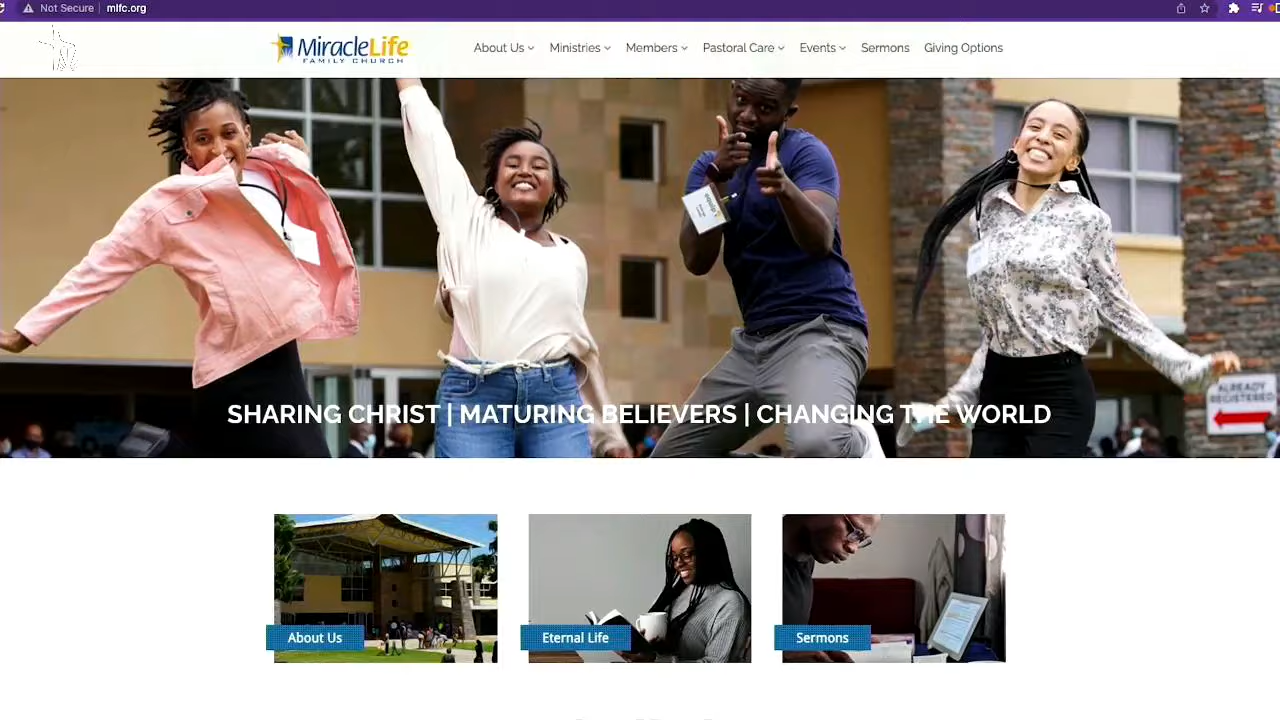 Not Secure | mlfc.org
MiracleLife
FAMILY CHURCH
About Us Ministries Members Pastoral Care Events Sermons Giving Options
ALREADY
REGISTERED
SHARING CHRIST | MATURING BELIEVERS | CHANGING THE WORLD
About Us Eternal Life Sermons